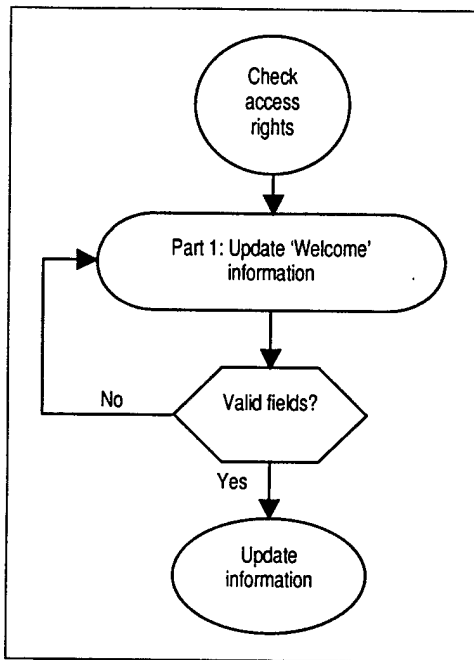 Check
access
rights
Part 1: Update ‘Welcome’
information
No
Valid fields?
Yes
Update
information